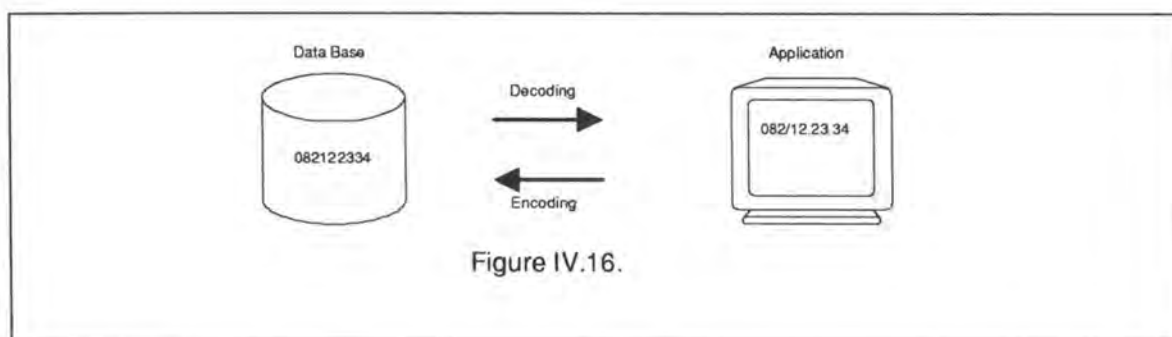 Data Base
Application
Decoding
082122334
082/12.23.34
Encoding
Figure IV.16.